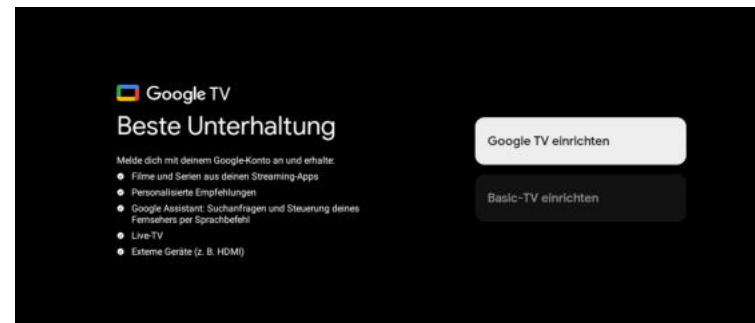 Google TV
Beste Unterhaltung
Melde dich mit deinem Google-Konto an und erhalte:
Filme und Serien aus deinen Streaming-Apps
Personalisierte Empfehlungen
Google Assistant: Suchanfragen und Steuerung deines
Fernsehers per Sprachbefehl
Live-TV
Externe Geräte (z. B. HDMI)
Google TV einrichten
Basic-TV einrichten